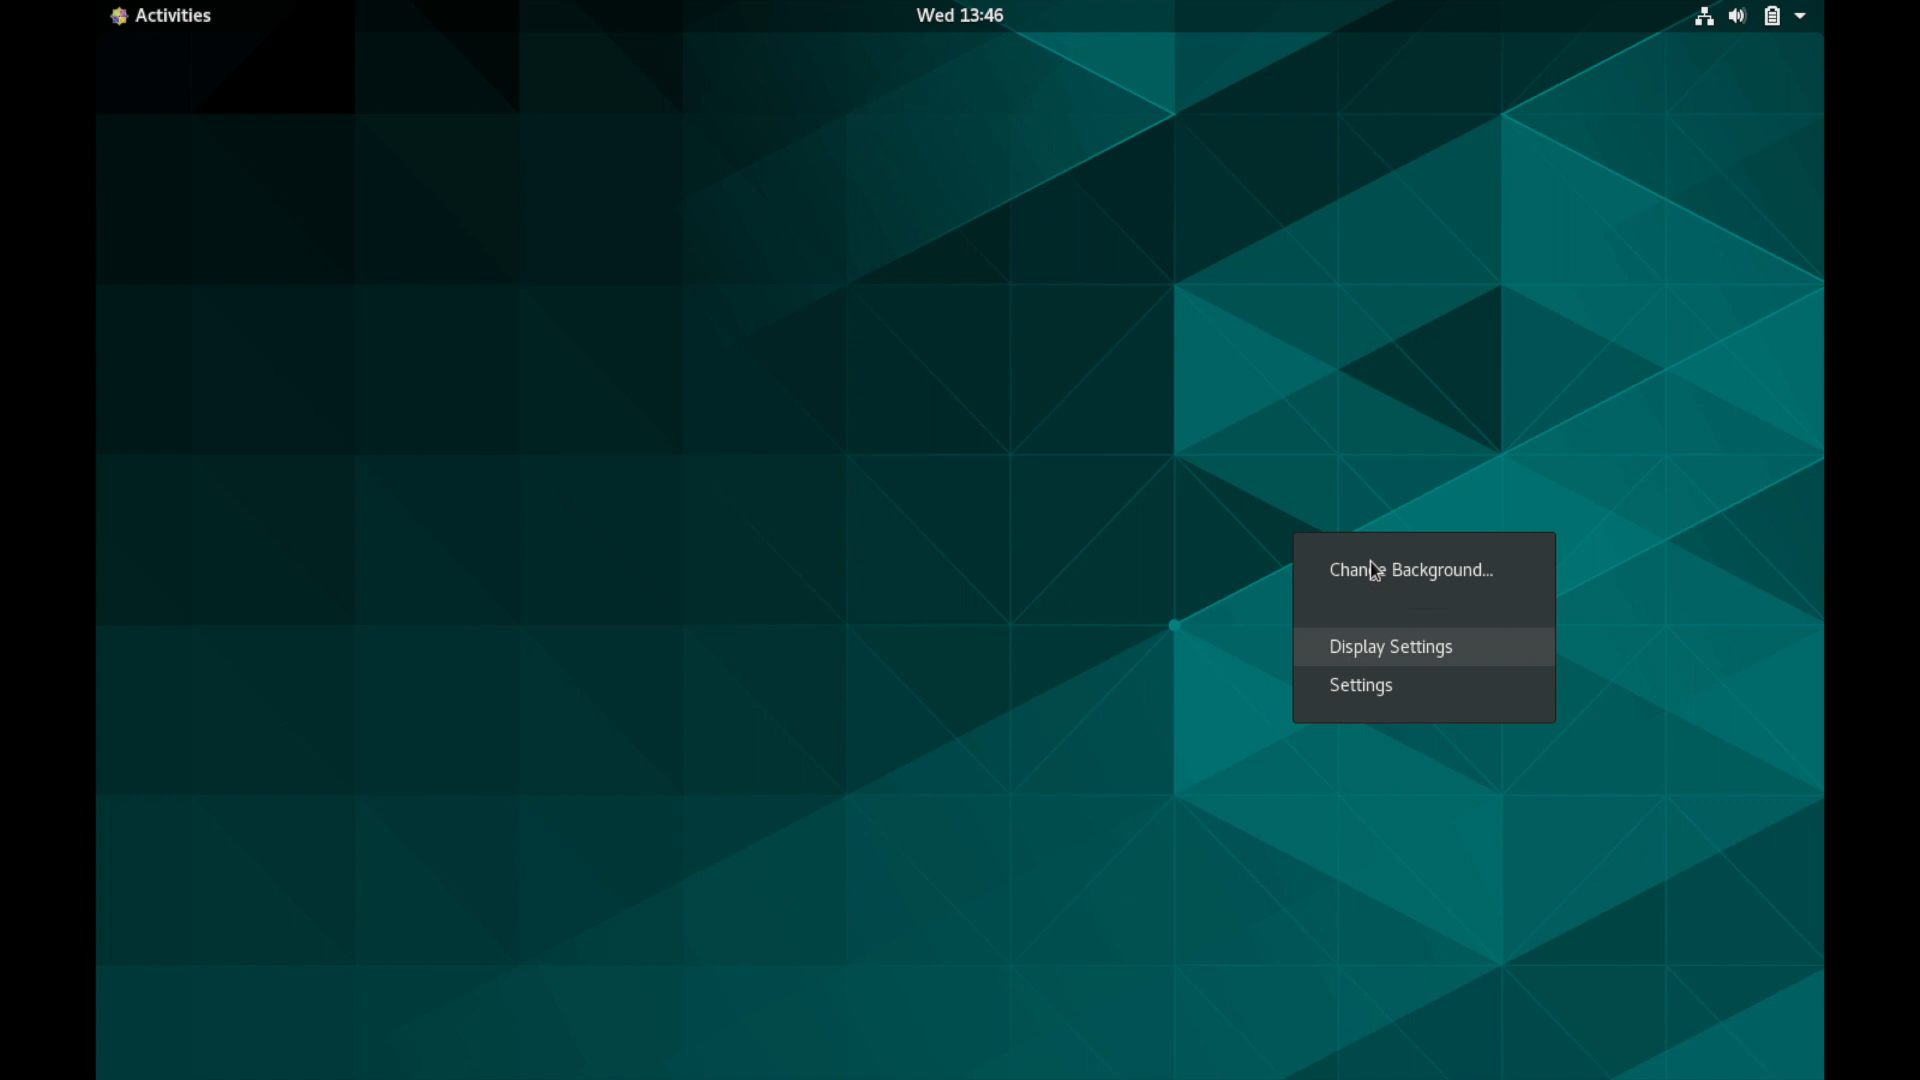 Activities
Wed 13:46
Change Background...
Display Settings
Settings